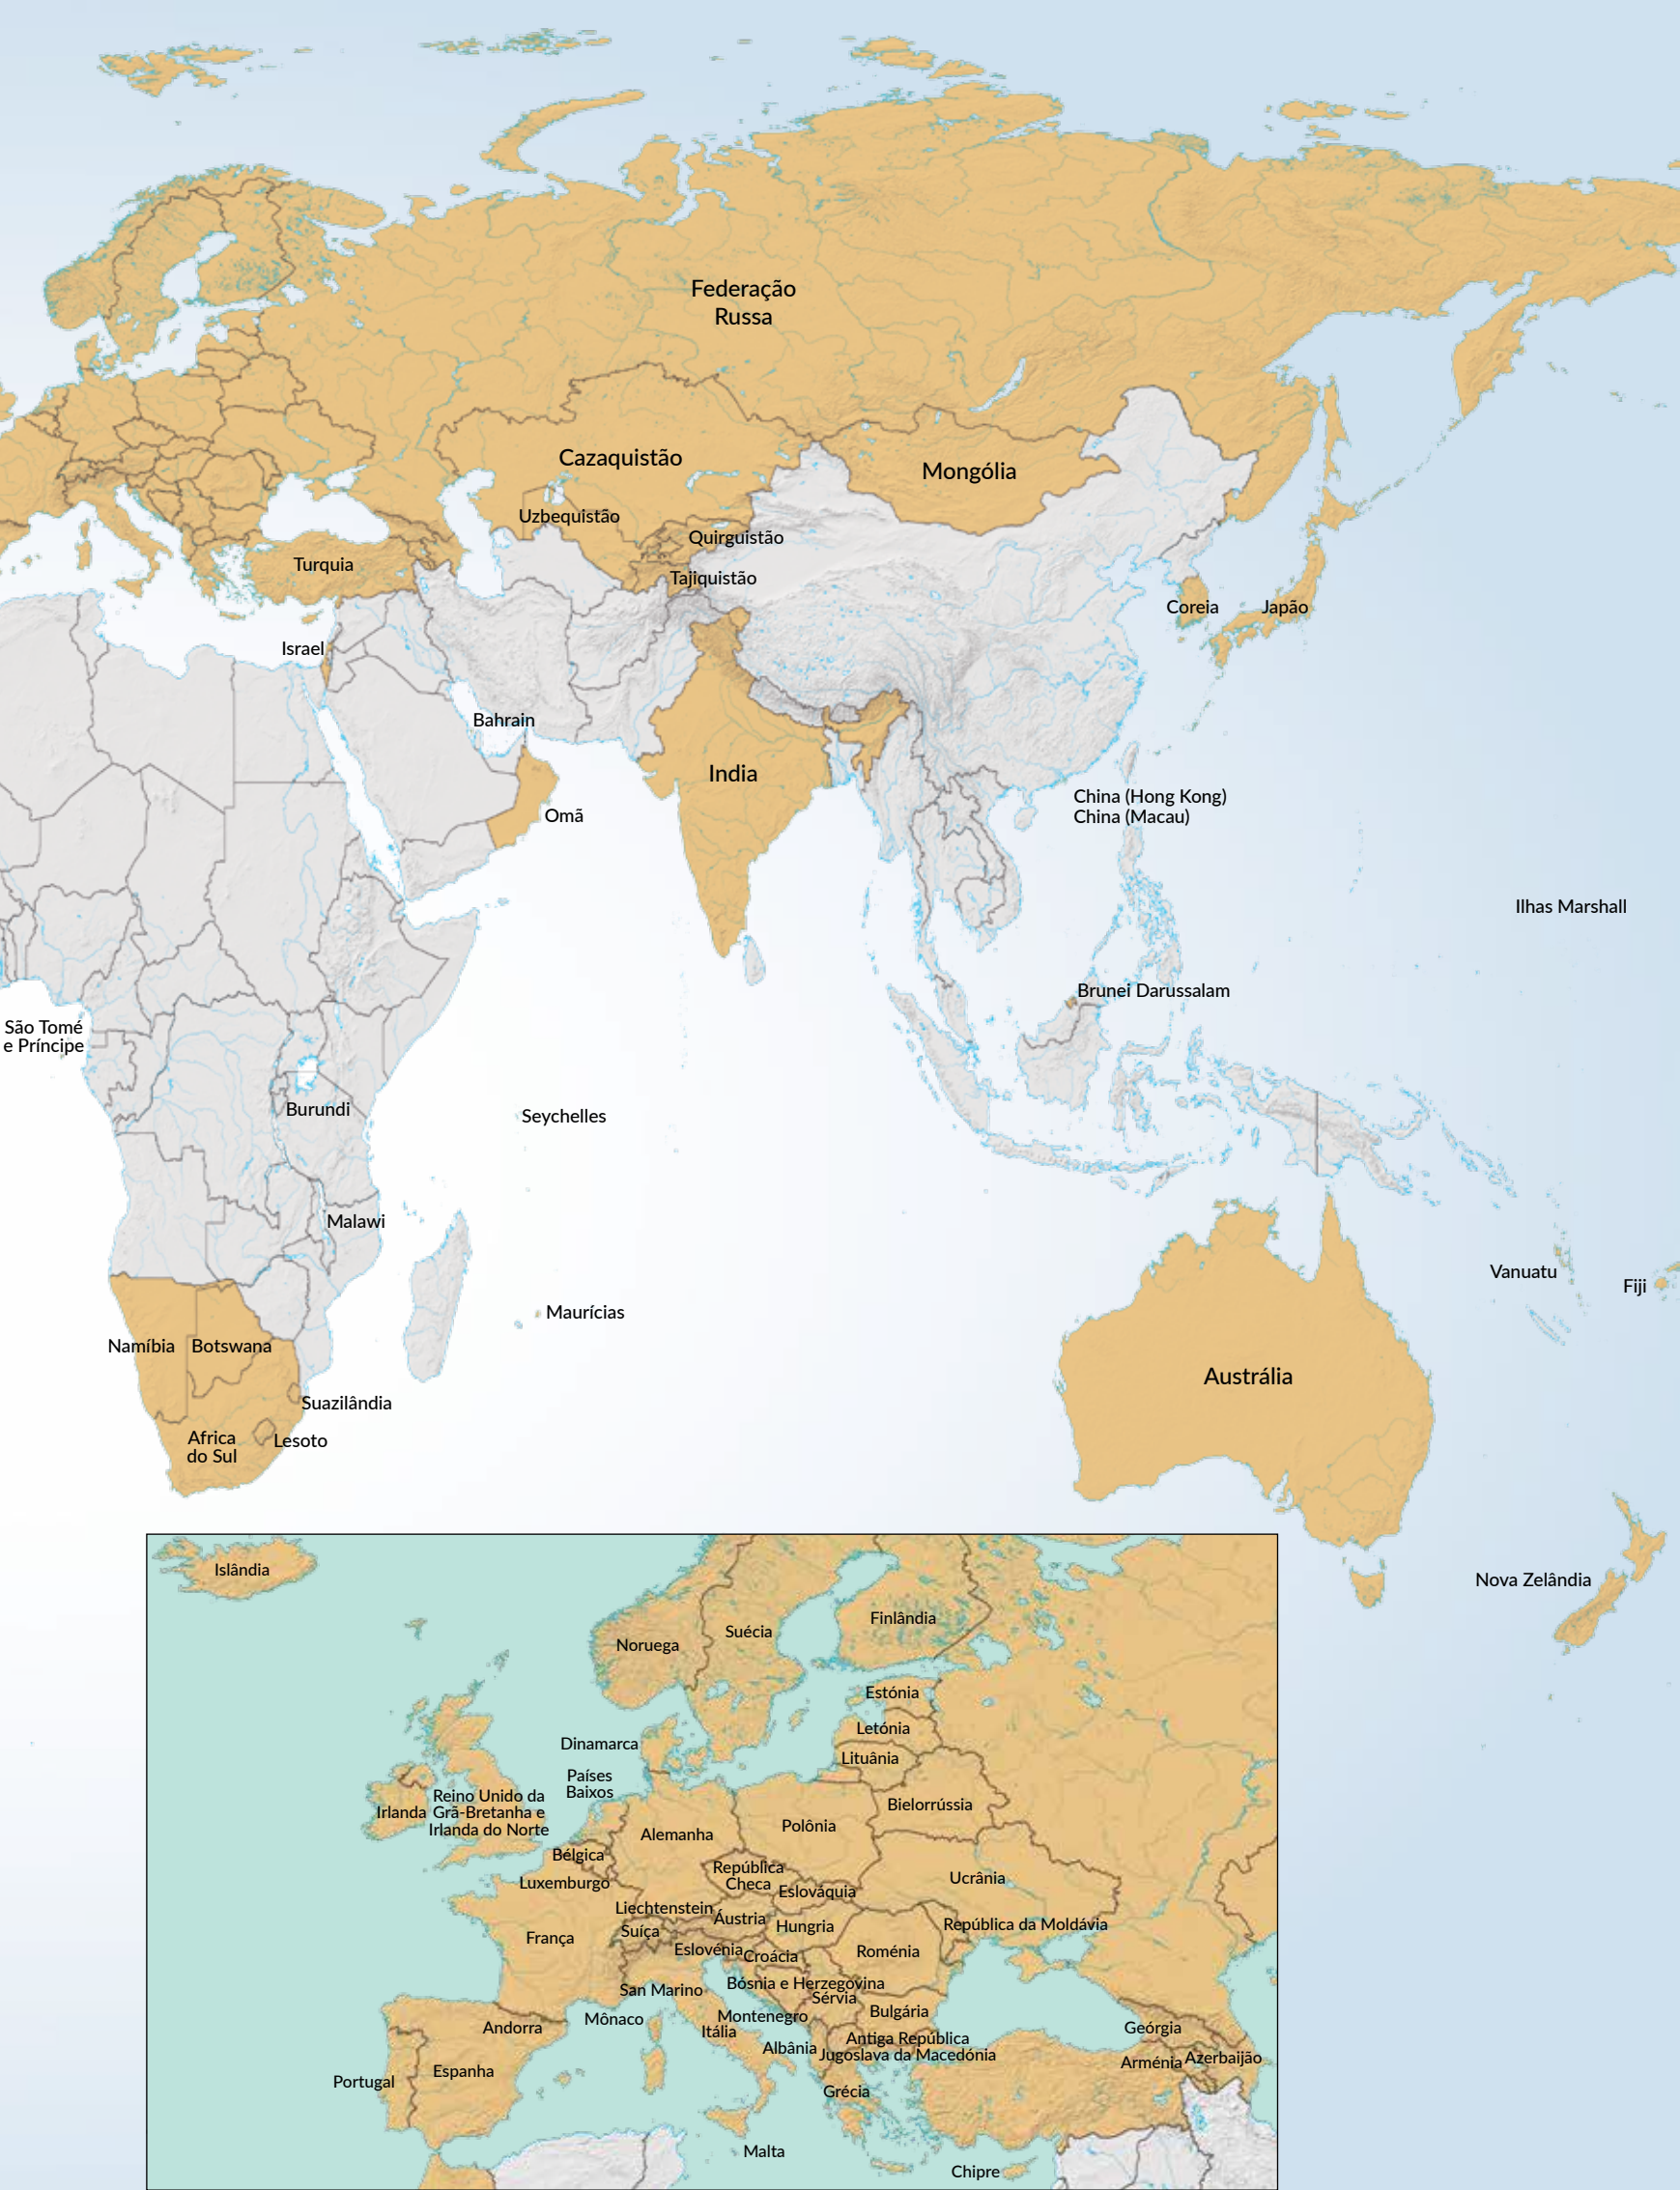 Federação
Russa
Cazaquistão
Mongólia
Uzbequistão
Quirguistão
Turquia
Tajiquistão
Coreia
Japão
Israel
Bahrain
India
China (Hong Kong)
Omã
China (Macau)
Ilhas Marshall
Brunei Darussalam
São Tomé
e Príncipe
Burundi
Seychelles
Malawi
Vanuatu
Fiji
Maurícias
Namíbia
Botswana
Austrália
Suazilândia
Africa
do Sul
Lesoto
Nova Zelândia
Islândia
Finlândia
Suécia
Noruega
Estónia
Letónia
Dinamarca
Lituânia
Países
Baixos
Reino Unido da
Grã-Bretanha e
Irlanda do Norte
Irlanda
Bielorrússia
Polônia
Alemanha
Bélgica
República
Checa
Ucrânia
Luxemburgo
Eslováquia
Liechtenstein
Áustria
República da Moldávia
Hungria
Suíça
França
Eslovénia
Croácia
Roménia
Bósnia e Herzegovina
San Marino
Sérvia
Bulgária
Montenegro
Mônaco
Andorra
Itália
Geórgia
Antiga República
Jugoslava da Macedónia
Albânia
Arménia
Azerbaijão
Espanha
Portugal
Grécia
Malta
Chipre